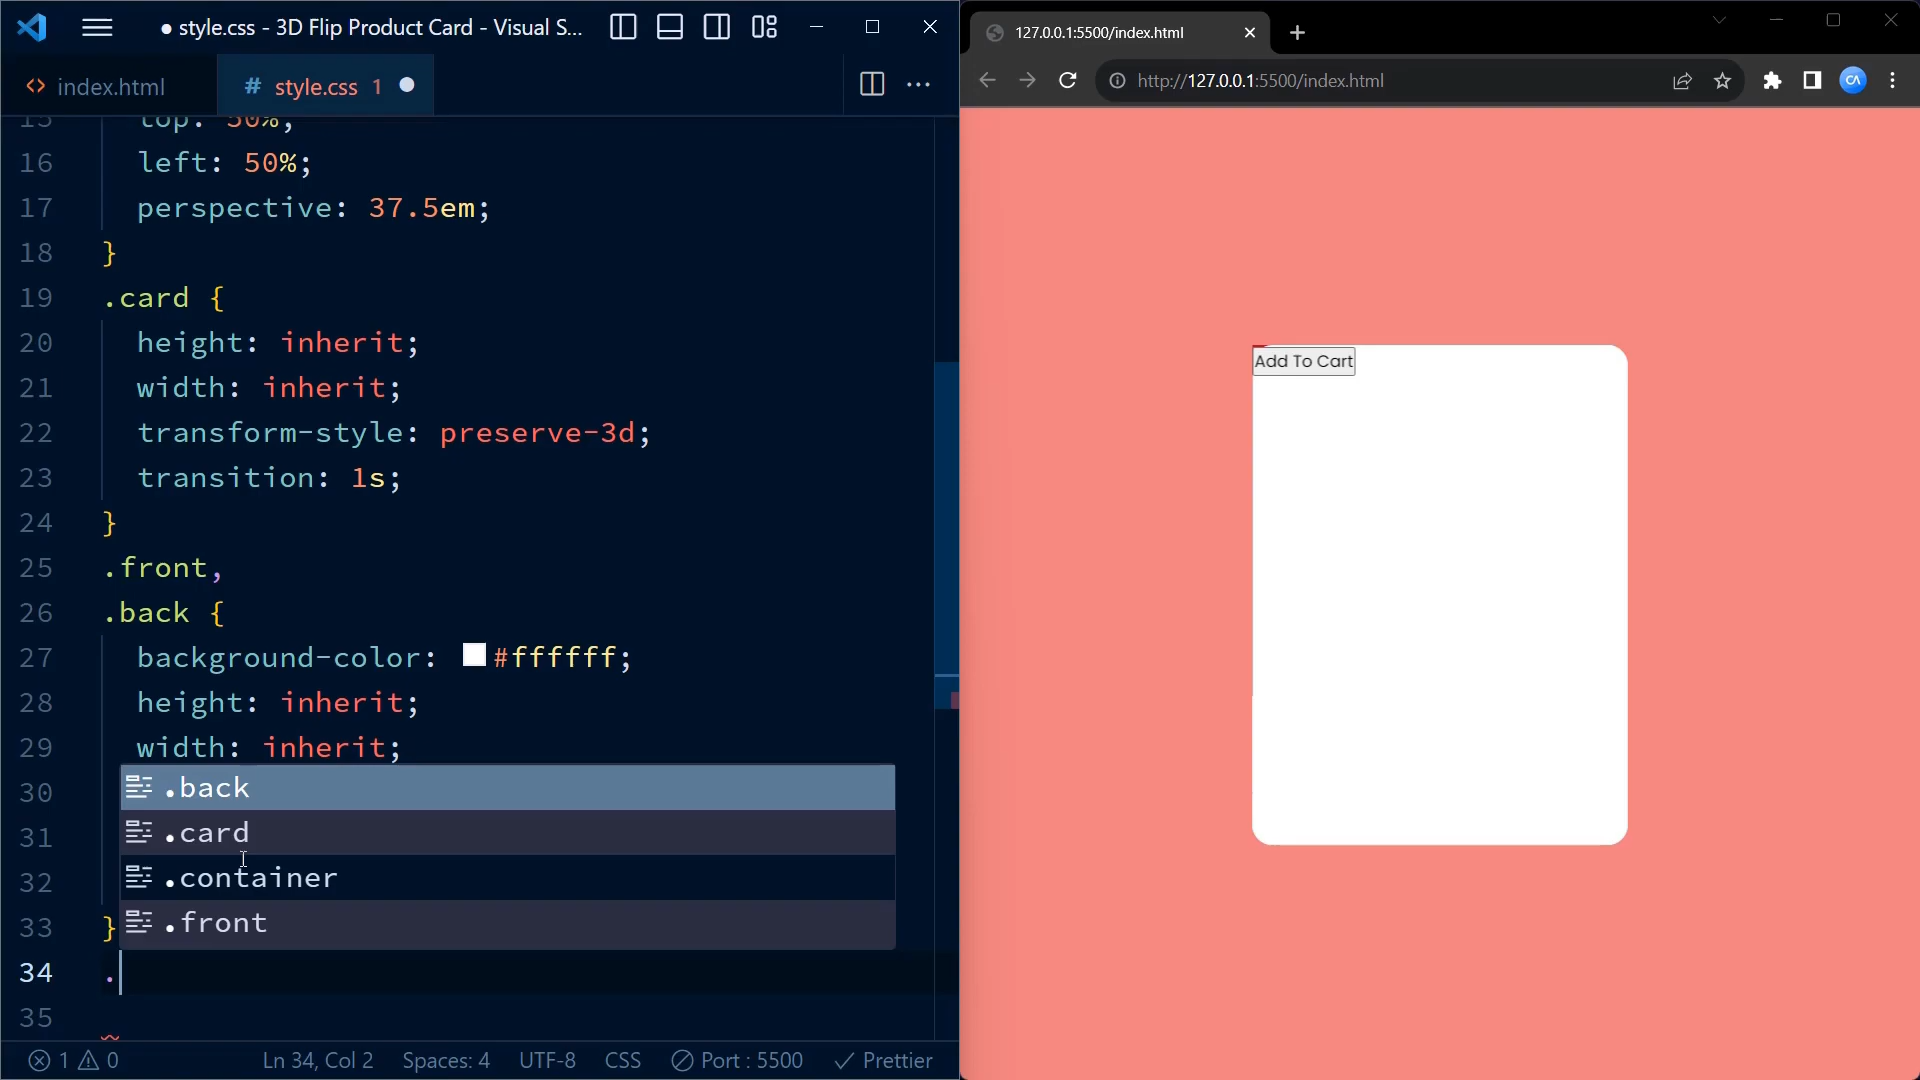 style.css - 3D Flip Product Card - Visual S...
index.html
# style.css 1
15 top: 50%;
16 left: 50%;
17 perspective: 37.5em;
18 }
19 .card {
20 height: inherit;
21 width: inherit;
22 transform-style: preserve-3d;
23 transition: 1s;
24 }
25 .front,
26 .back {
27 background-color: #ffffff;
28 height: inherit;
29 width: inherit;
30 .back
31 .card
32 .container
33 } .front
34 .
35
1 0 Ln 34, Col 2 Spaces: 4 UTF-8 CSS Port : 5500 Prettier
127.0.0.1:5500/index.html
http://127.0.0.1:5500/index.html
CA
Add To Cart